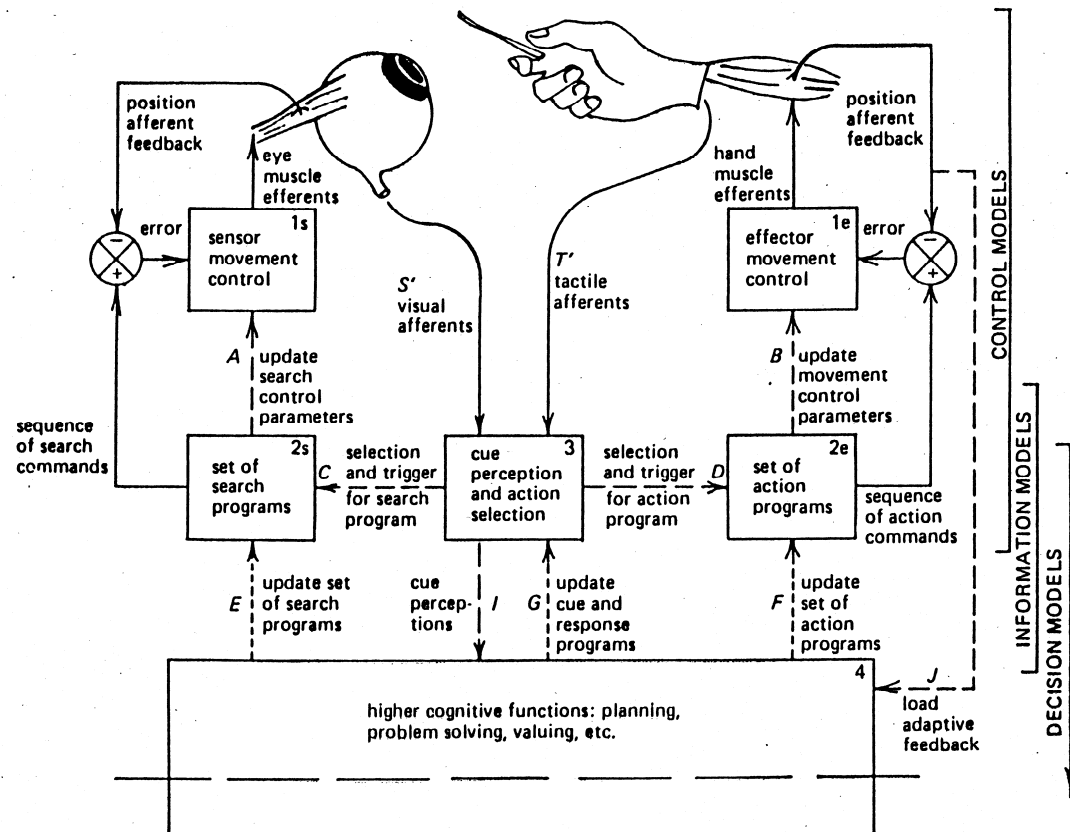 position
afferent
feedback
eye
muscle
efferents
hand
muscle
efferents
position
afferent
feedback
−
+
error
1s
sensor
movement
control
S′
visual
afferents
T′
tactile
afferents
1e
effector
movement
control
error
−
+
A
update
search
control
parameters
B
update
movement
control
parameters
sequence
of search
commands
2s
set of
search
programs
C
selection
and trigger
for search
program
3
cue
perception
and action
selection
selection
and trigger
for action
program
D
2e
set of
action
programs
sequence
of action
commands
E
update set
of search
programs
cue
percep-
tions
I
G
update
cue and
response
programs
F
update
set of
action
programs
4
higher cognitive functions: planning,
problem solving, valuing, etc.
J
load
adaptive
feedback
CONTROL MODELS
INFORMATION MODELS
DECISION MODELS